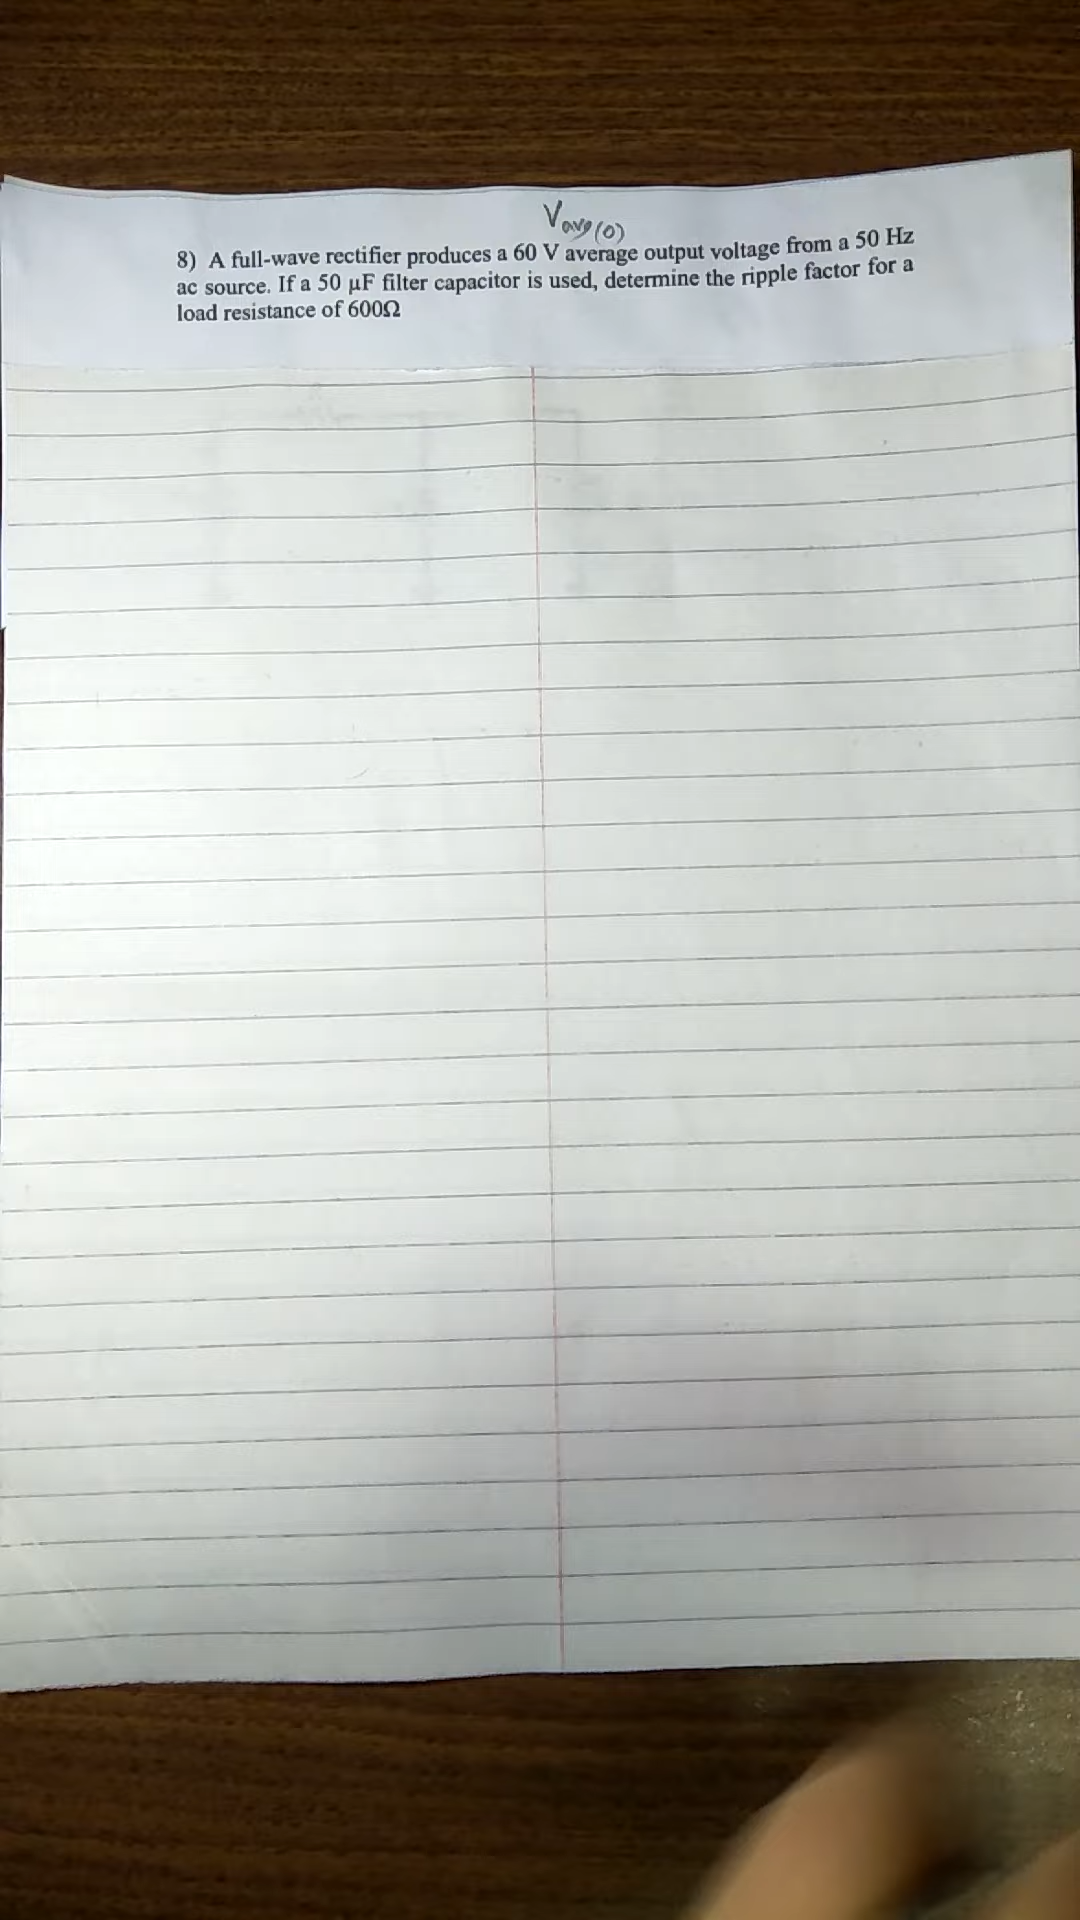 Vavg(0)
8) A full-wave rectifier produces a 60 V average output voltage from a 50 Hz
ac source. If a 50 μF filter capacitor is used, determine the ripple factor for a
load resistance of 600Ω